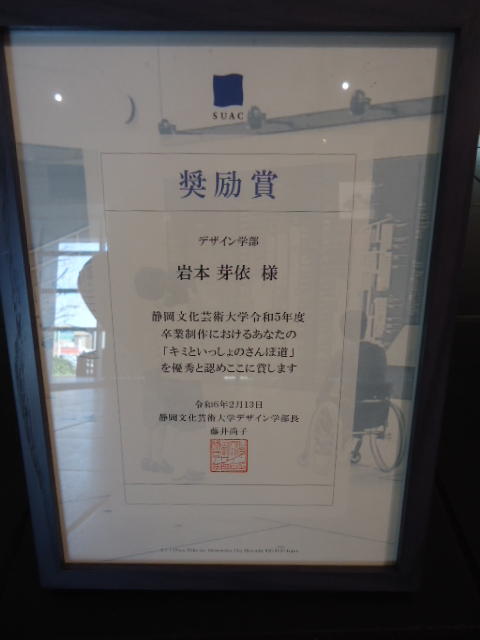 SUAC
奨励賞
デザイン学部
岩本 芽依 様
静岡文化芸術大学令和5年度
卒業制作におけるあなたの
「キミといっしょのさんぽ道」
を優秀と認めここに賞します
令和6年2月13日
静岡文化芸術大学デザイン学部長
藤井尚子